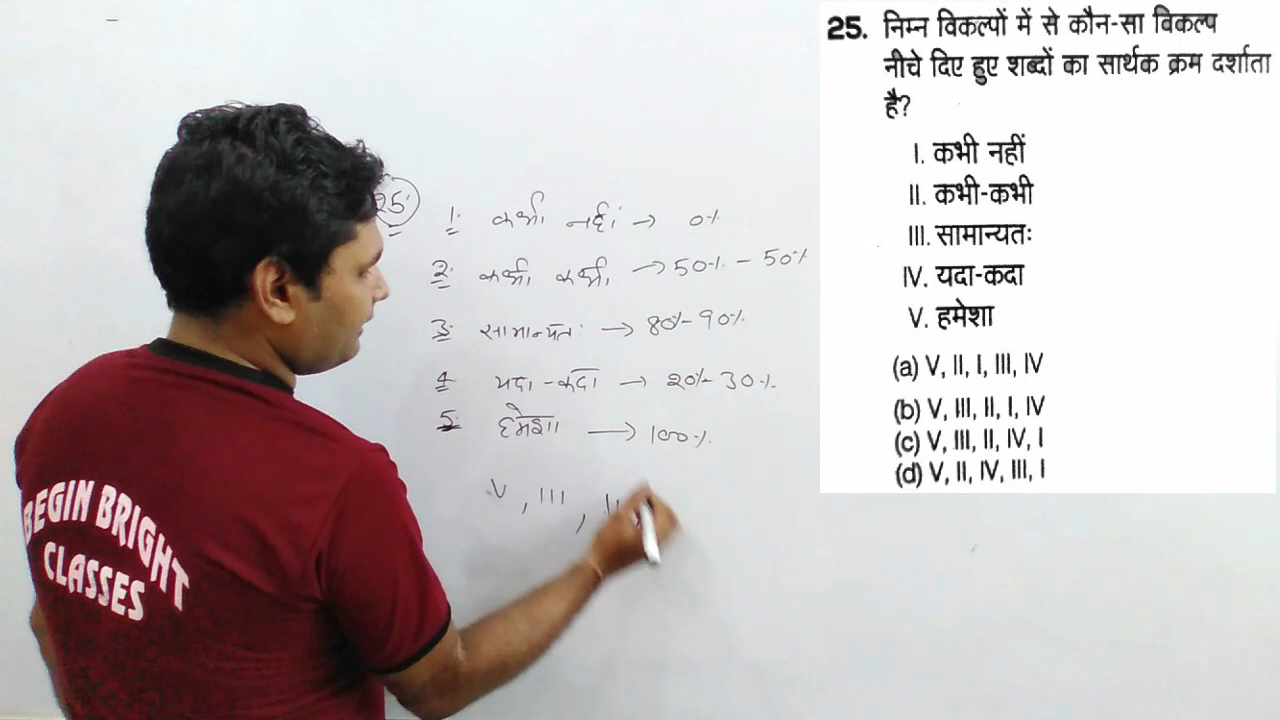 25. निम्न विकल्पों में से कौन-सा विकल्प
नीचे दिए हुए शब्दों का सार्थक क्रम दर्शाता
है?
I. कभी नहीं
II. कभी-कभी
III. सामान्यतः
IV. यदा-कदा
V. हमेशा
(a) V, II, I, III, IV
(b) V, III, II, I, IV
(c) V, III, II, IV, I
(d) V, II, IV, III, I
25.
1. कभी नहीं → 0%
2. कभी कभी → 50% - 50%
3. सामान्यतः → 80% - 90%
4. यदा-कदा → 20% - 30%
5. हमेशा → 100%
V, III, II
BEGIN BRIGHT
CLASSES